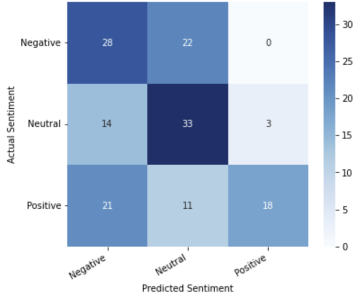 Negative 28 22 0
Neutral 14 33 3
Positive 21 11 18
Negative Neutral Positive
Actual Sentiment
Predicted Sentiment
30
25
20
15
10
5
0